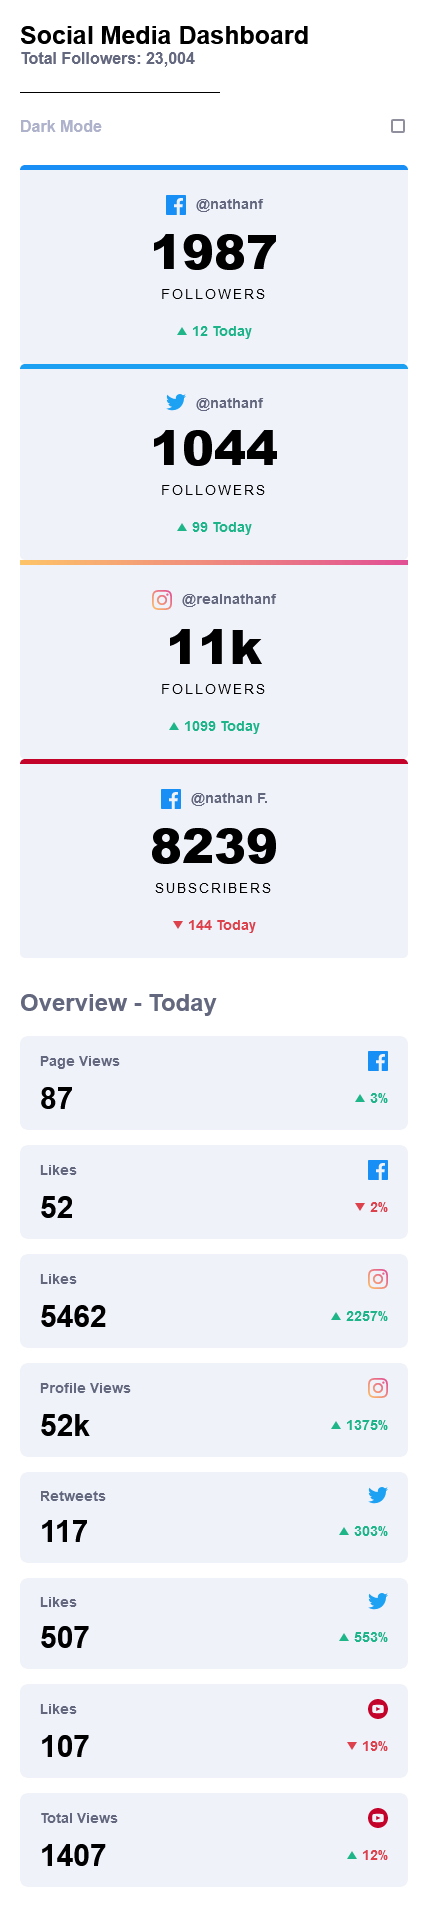 Social Media Dashboard
Total Followers: 23,004
Dark Mode
@nathanf
1987
FOLLOWERS
12 Today
@nathanf
1044
FOLLOWERS
99 Today
@realnathanf
11k
FOLLOWERS
1099 Today
@nathan F.
8239
SUBSCRIBERS
144 Today
Overview - Today
Page Views
87
3%
Likes
52
2%
Likes
5462
2257%
Profile Views
52k
1375%
Retweets
117
303%
Likes
507
553%
Likes
107
19%
Total Views
1407
12%